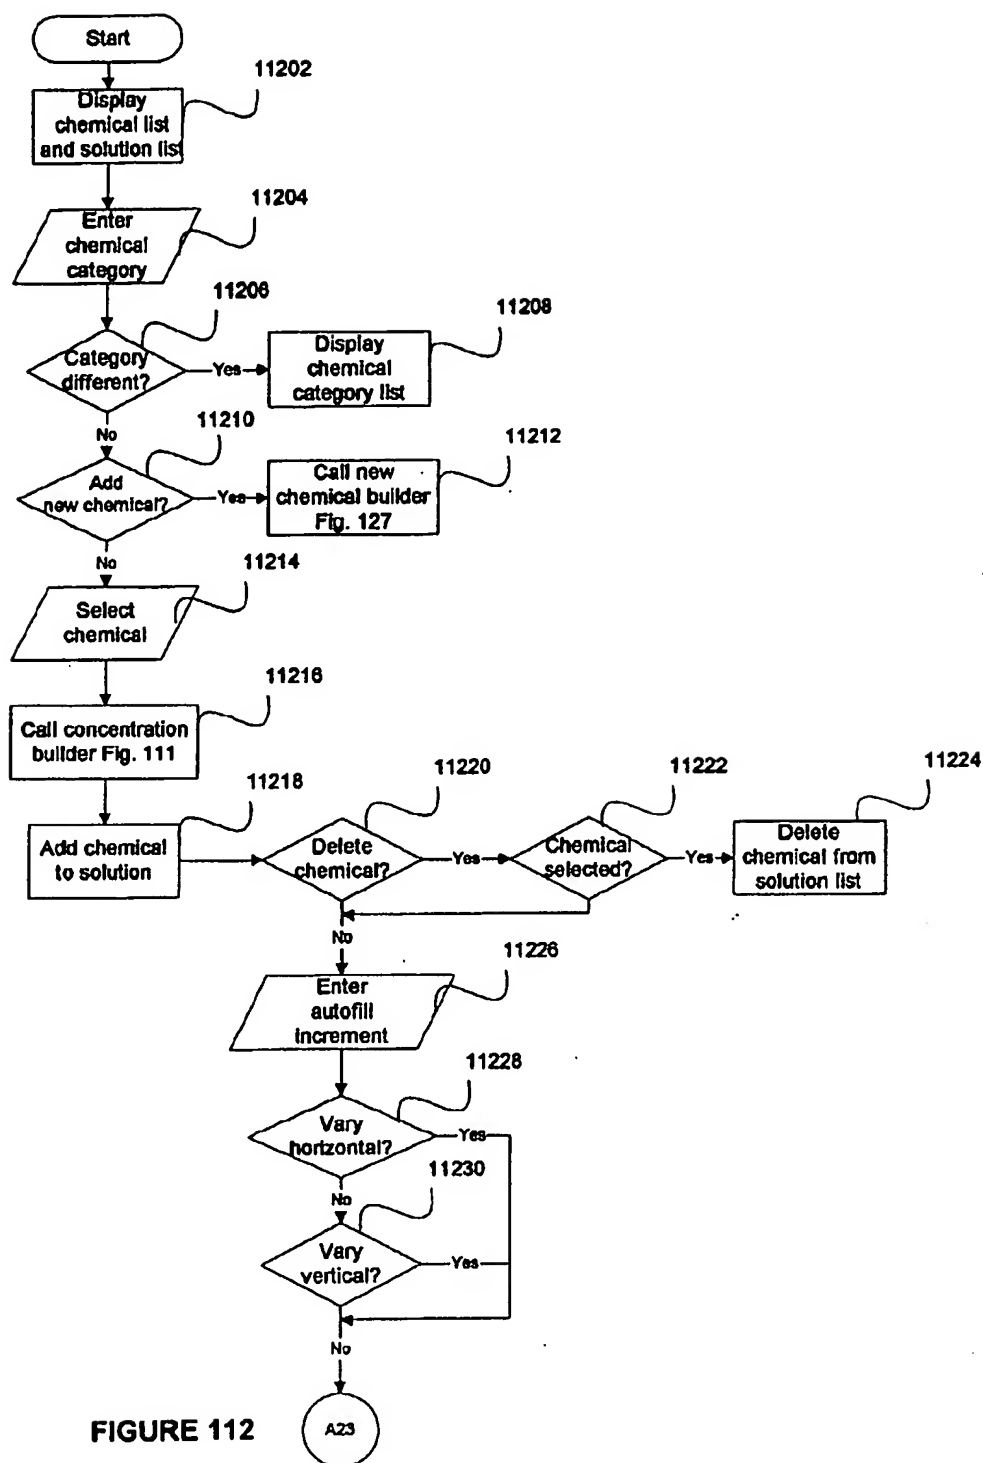 Start
11202
Display
chemical list
and solution list
11204
Enter
chemical
category
11206
Category
different?
Yes
11208
Display
chemical
category list
No
11210
Add
new chemical?
Yes
11212
Call new
chemical builder
Fig. 127
No
11214
Select
chemical
11216
Call concentration
builder Fig. 111
11218
Add chemical
to solution
11220
Delete
chemical?
Yes
11222
Chemical
selected?
Yes
11224
Delete
chemical from
solution list
No
11226
Enter
autofill
increment
11228
Vary
horizontal?
Yes
No
11230
Vary
vertical?
Yes
No
A23
FIGURE 112